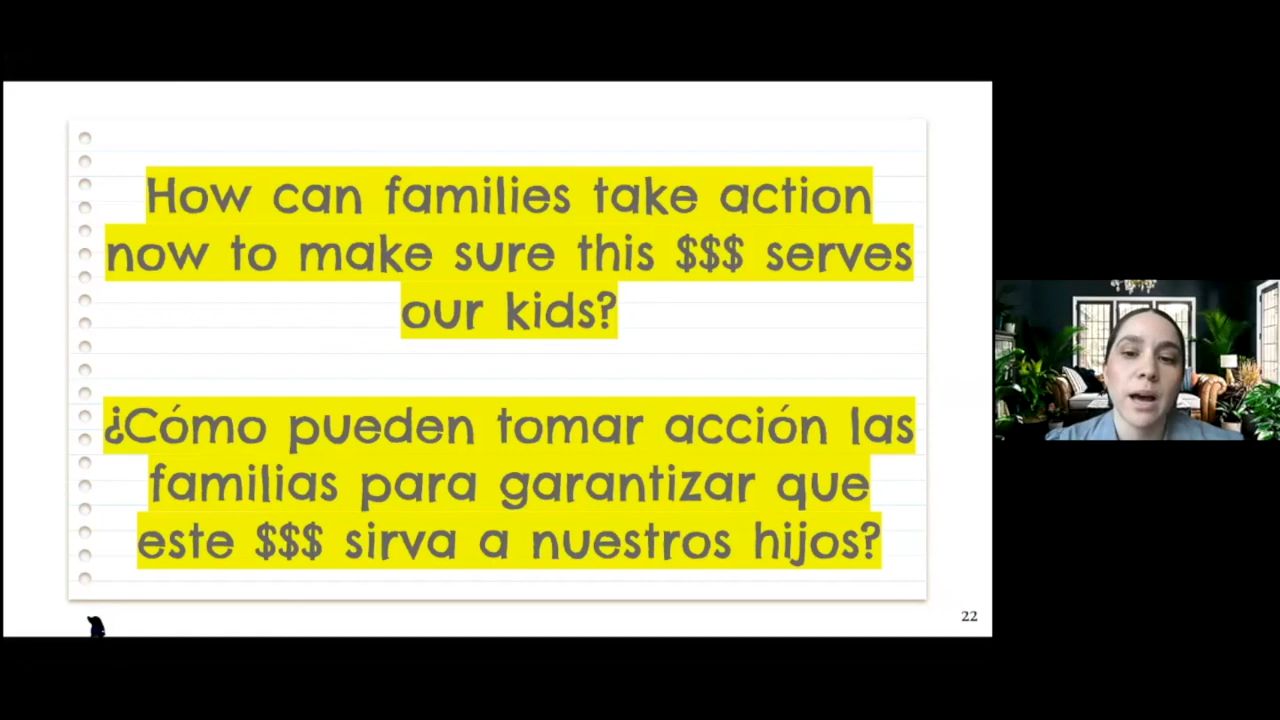 How can families take action
now to make sure this $$$ serves
our kids?
¿Cómo pueden tomar acción las
familias para garantizar que
este $$$ sirva a nuestros hijos?
22